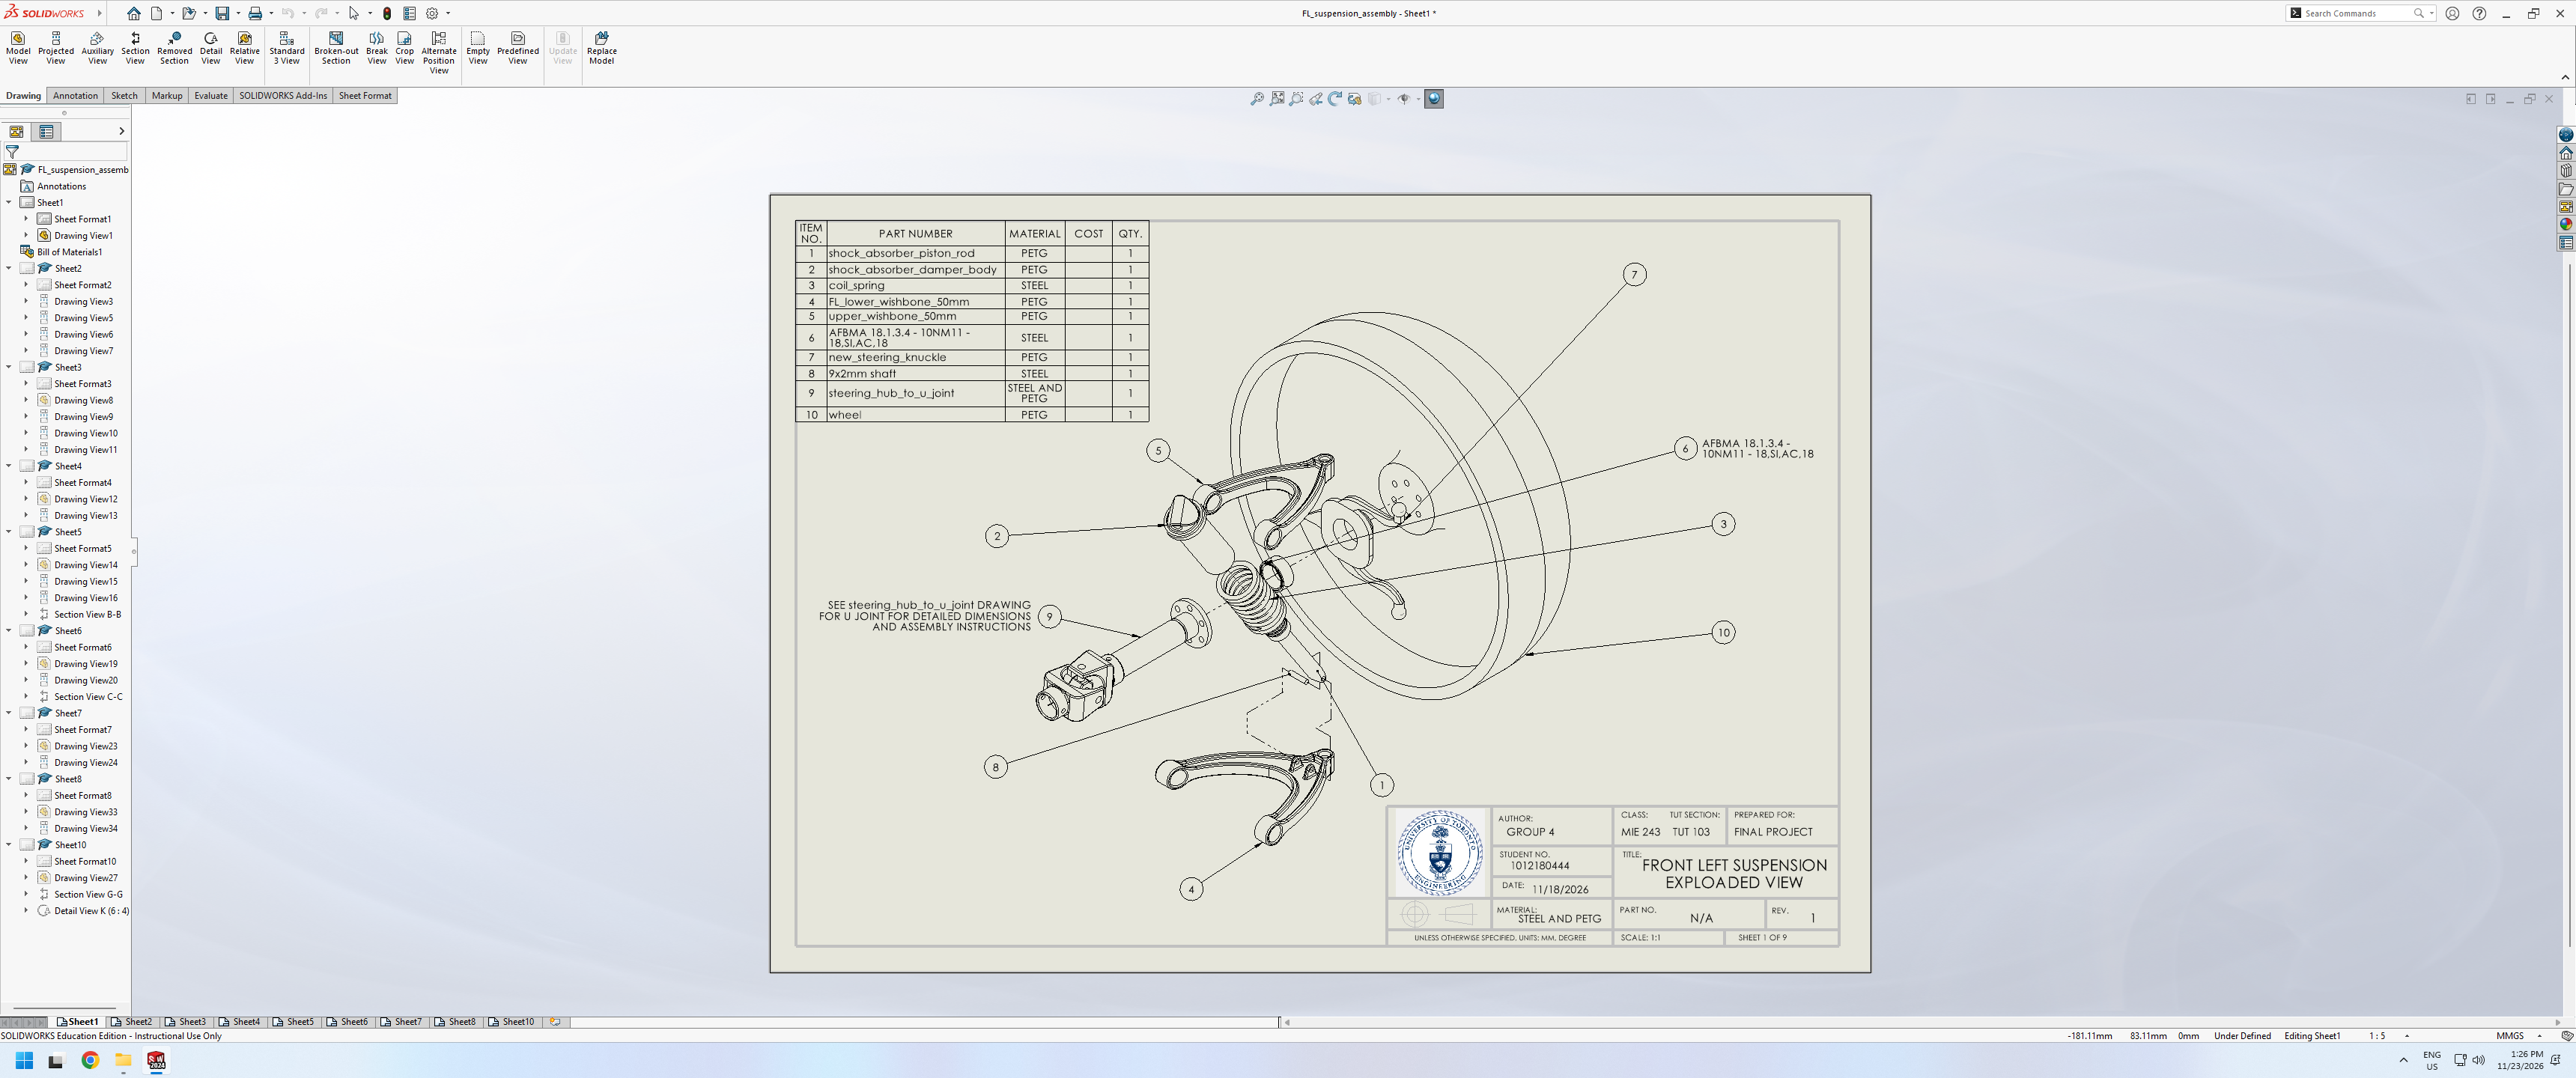 SOLIDWORKS
FL_suspension_assembly - Sheet1 *
Search Commands
Model View
Projected View
Auxiliary View
Section View
Removed Section
Detail View
Relative View
Standard 3 View
Broken-out Section
Break View
Crop View
Alternate Position View
Empty View
Predefined View
Update View
Replace Model
Drawing
Annotation
Sketch
Markup
Evaluate
SOLIDWORKS Add-Ins
Sheet Format
FL_suspension_assemb
Annotations
Sheet1
Sheet Format1
Drawing View1
Bill of Materials1
Sheet2
Sheet Format2
Drawing View3
Drawing View5
Drawing View6
Drawing View7
Sheet3
Sheet Format3
Drawing View8
Drawing View9
Drawing View10
Drawing View11
Sheet4
Sheet Format4
Drawing View12
Drawing View13
Sheet5
Sheet Format5
Drawing View14
Drawing View15
Drawing View16
Section View B-B
Sheet6
Sheet Format6
Drawing View19
Drawing View20
Section View C-C
Sheet7
Sheet Format7
Drawing View23
Drawing View24
Sheet8
Sheet Format8
Drawing View33
Drawing View34
Sheet10
Sheet Format10
Drawing View27
Section View G-G
Detail View K (6 : 4)
ITEM NO. PART NUMBER MATERIAL COST QTY.
1 shock_absorber_piston_rod PETG 1
2 shock_absorber_damper_body PETG 1
3 coil_spring STEEL 1
4 FL_lower_wishbone_50mm PETG 1
5 upper_wishbone_50mm PETG 1
6 AFBMA 18.1.3.4 - 10NM11 - 18,SI,AC,18 STEEL 1
7 new_steering_knuckle PETG 1
8 9x2mm shaft STEEL 1
9 steering_hub_to_u_joint STEEL AND PETG 1
10 wheel PETG 1
7
5
6
AFBMA 18.1.3.4 -
10NM11 - 18,SI,AC,18
3
2
SEE steering_hub_to_u_joint DRAWING
FOR U JOINT FOR DETAILED DIMENSIONS
AND ASSEMBLY INSTRUCTIONS
9
10
8
1
4
UNIVERSITY OF TORONTO
ENGINEERING
AUTHOR:
GROUP 4
CLASS: TUT SECTION:
MIE 243 TUT 103
PREPARED FOR:
FINAL PROJECT
STUDENT NO.
1012180444
DATE: 11/18/2026
TITLE:
FRONT LEFT SUSPENSION
EXPLOADED VIEW
MATERIAL:
STEEL AND PETG
PART NO.
N/A
REV.
1
UNLESS OTHERWISE SPECIFIED, UNITS: MM, DEGREE
SCALE: 1:1
SHEET 1 OF 9
Sheet1 Sheet2 Sheet3 Sheet4 Sheet5 Sheet6 Sheet7 Sheet8 Sheet10
SOLIDWORKS Education Edition - Instructional Use Only
-181.11mm 83.11mm 0mm Under Defined Editing Sheet1 1 : 5 MMGS
SW
2024
ENG
US
1:26 PM
11/23/2026